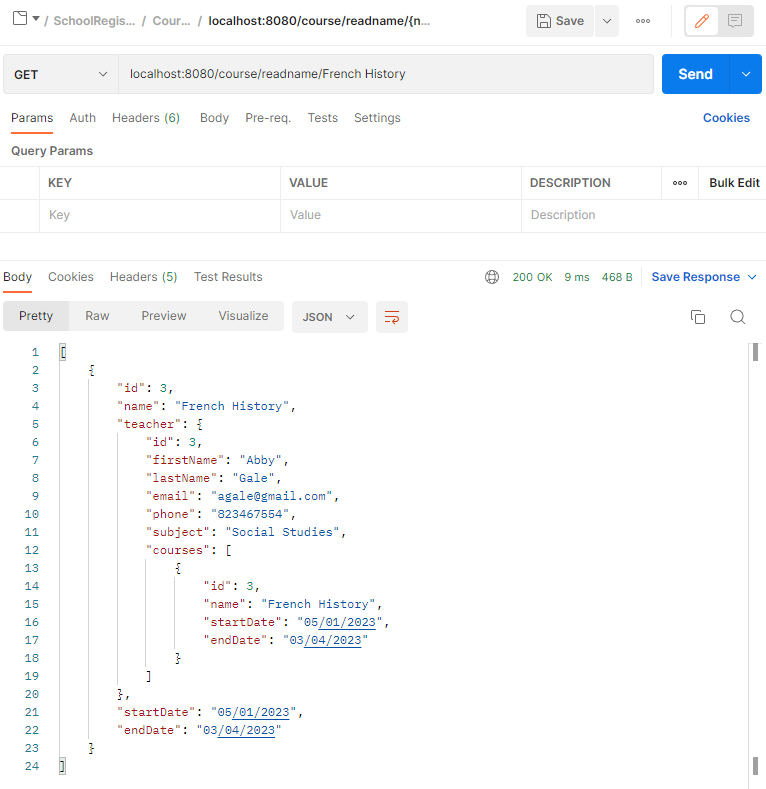 / SchoolRegis... / Cour... / localhost:8080/course/readname/{n...
Save
GET localhost:8080/course/readname/French History
Send
Params Auth Headers (6) Body Pre-req. Tests Settings Cookies
Query Params
KEY VALUE DESCRIPTION ooo Bulk Edit
Key Value Description
Body Cookies Headers (5) Test Results 200 OK 9 ms 468 B Save Response
Pretty Raw Preview Visualize JSON
1 [
2 {
3 "id": 3,
4 "name": "French History",
5 "teacher": {
6 "id": 3,
7 "firstName": "Abby",
8 "lastName": "Gale",
9 "email": "agale@gmail.com",
10 "phone": "823467554",
11 "subject": "Social Studies",
12 "courses": [
13 {
14 "id": 3,
15 "name": "French History",
16 "startDate": "05/01/2023",
17 "endDate": "03/04/2023"
18 }
19 ]
20 },
21 "startDate": "05/01/2023",
22 "endDate": "03/04/2023"
23 }
24 ]